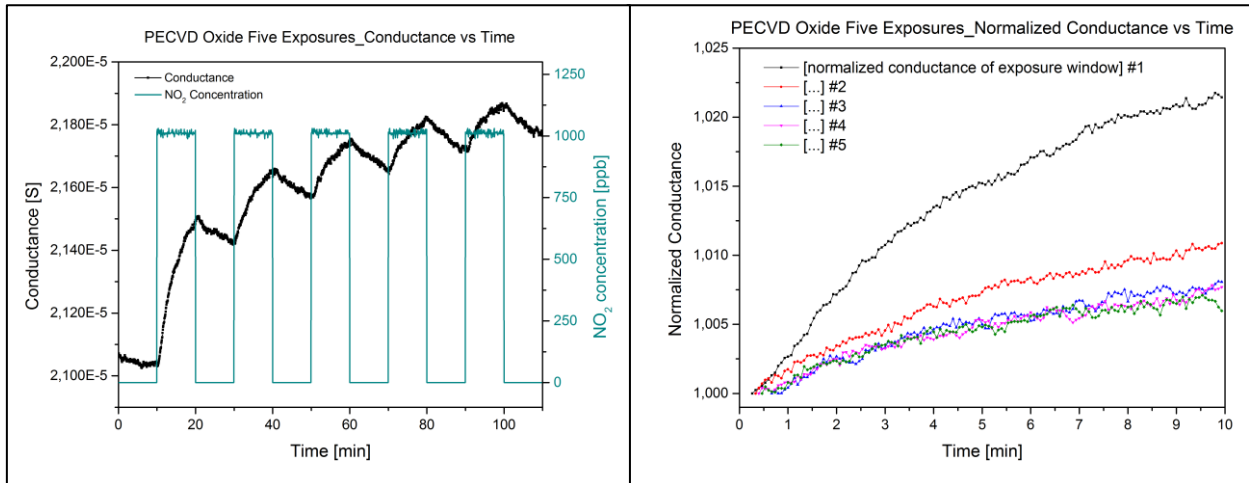 PECVD Oxide Five Exposures_Conductance vs Time
2,200E-5
2,180E-5
2,160E-5
2,140E-5
2,120E-5
2,100E-5
Conductance [S]
Conductance
NO2 Concentration
1250
1000
750
500
250
0
NO2 concentration [ppb]
0 20 40 60 80 100
Time [min]
PECVD Oxide Five Exposures_Normalized Conductance vs Time
1,025
1,020
1,015
1,010
1,005
1,000
Normalized Conductance
[normalized conductance of exposure window] #1
[...] #2
[...] #3
[...] #4
[...] #5
0 1 2 3 4 5 6 7 8 9 10
Time [min]